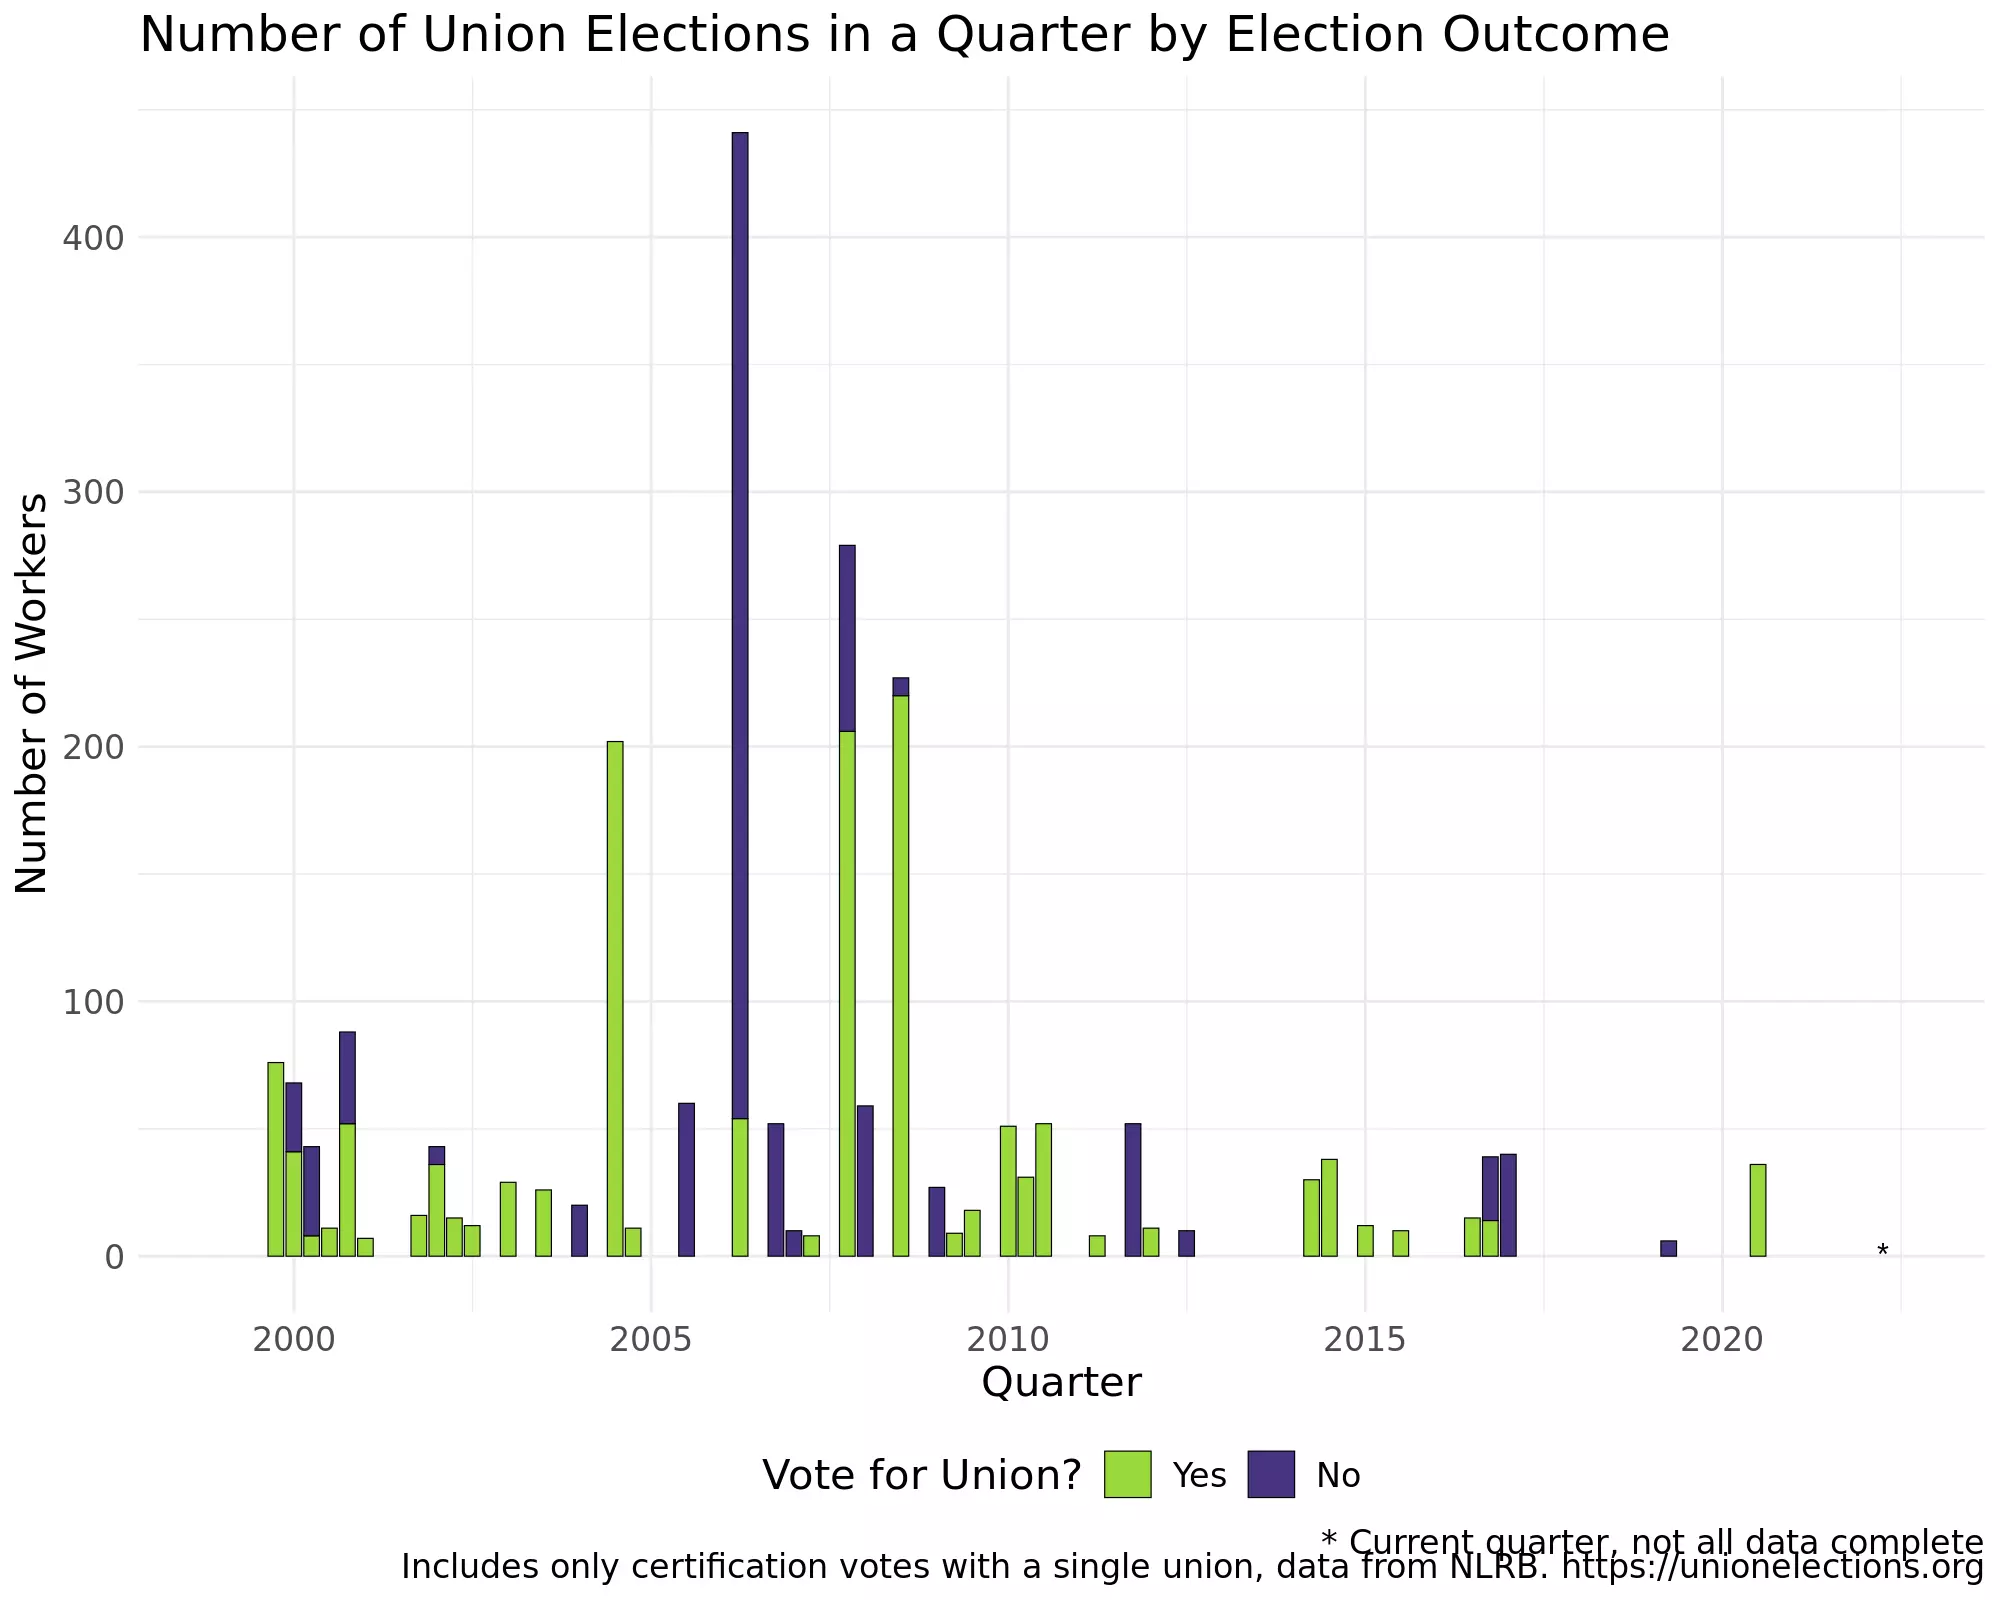 Number of Union Elections in a Quarter by Election Outcome
Number of Workers
400
300
200
100
0
*
2000 2005 2010 2015 2020
Quarter
Vote for Union? Yes No
* Current quarter, not all data complete
Includes only certification votes with a single union, data from NLRB. https://unionelections.org